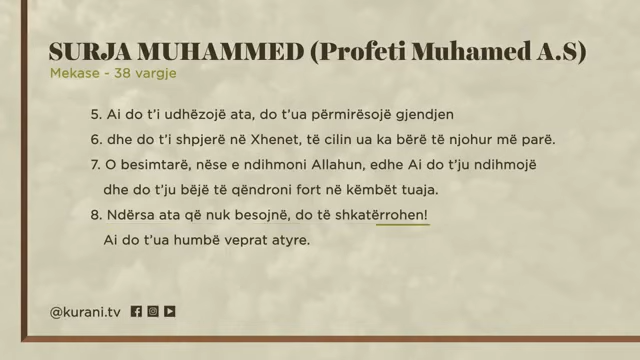 SURJA MUHAMMED (Profeti Muhamed A.S)
Mekase - 38 vargje
5. Ai do t'i udhëzojë ata, do t'ua përmirësojë gjendjen
6. dhe do t'i shpjerë në Xhenet, të cilin ua ka bërë të njohur më parë.
7. O besimtarë, nëse e ndihmoni Allahun, edhe Ai do t'ju ndihmojë
dhe do t'ju bëjë të qëndroni fort në këmbët tuaja.
8. Ndërsa ata që nuk besojnë, do të shkatërrohen!
Ai do t'ua humbë veprat atyre.
@kurani.tv